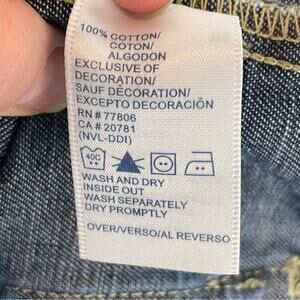 100% COTTON/
COTON/
ALGODON
EXCLUSIVE OF
DECORATION/
SAUF DÉCORATION/
EXCEPTO DECORACIÓN
RN # 77806
CA # 20781
(NVL-DDI)
40C
WASH AND DRY
INSIDE OUT
WASH SEPARATELY
DRY PROMPTLY
OVER/VERSO/AL REVERSO